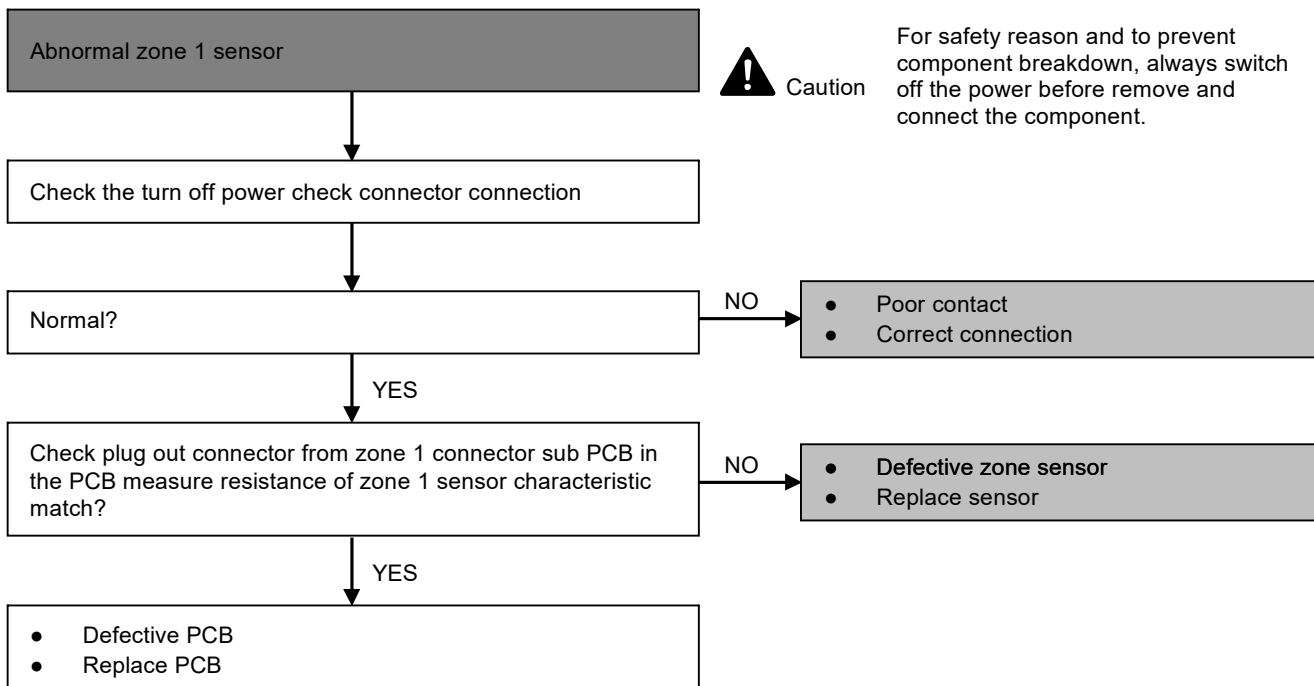 Abnormal zone 1 sensor
Caution
For safety reason and to prevent
component breakdown, always switch
off the power before remove and
connect the component.
Check the turn off power check connector connection
Normal?
NO
● Poor contact
● Correct connection
YES
Check plug out connector from zone 1 connector sub PCB in
the PCB measure resistance of zone 1 sensor characteristic
match?
NO
● Defective zone sensor
● Replace sensor
YES
● Defective PCB
● Replace PCB